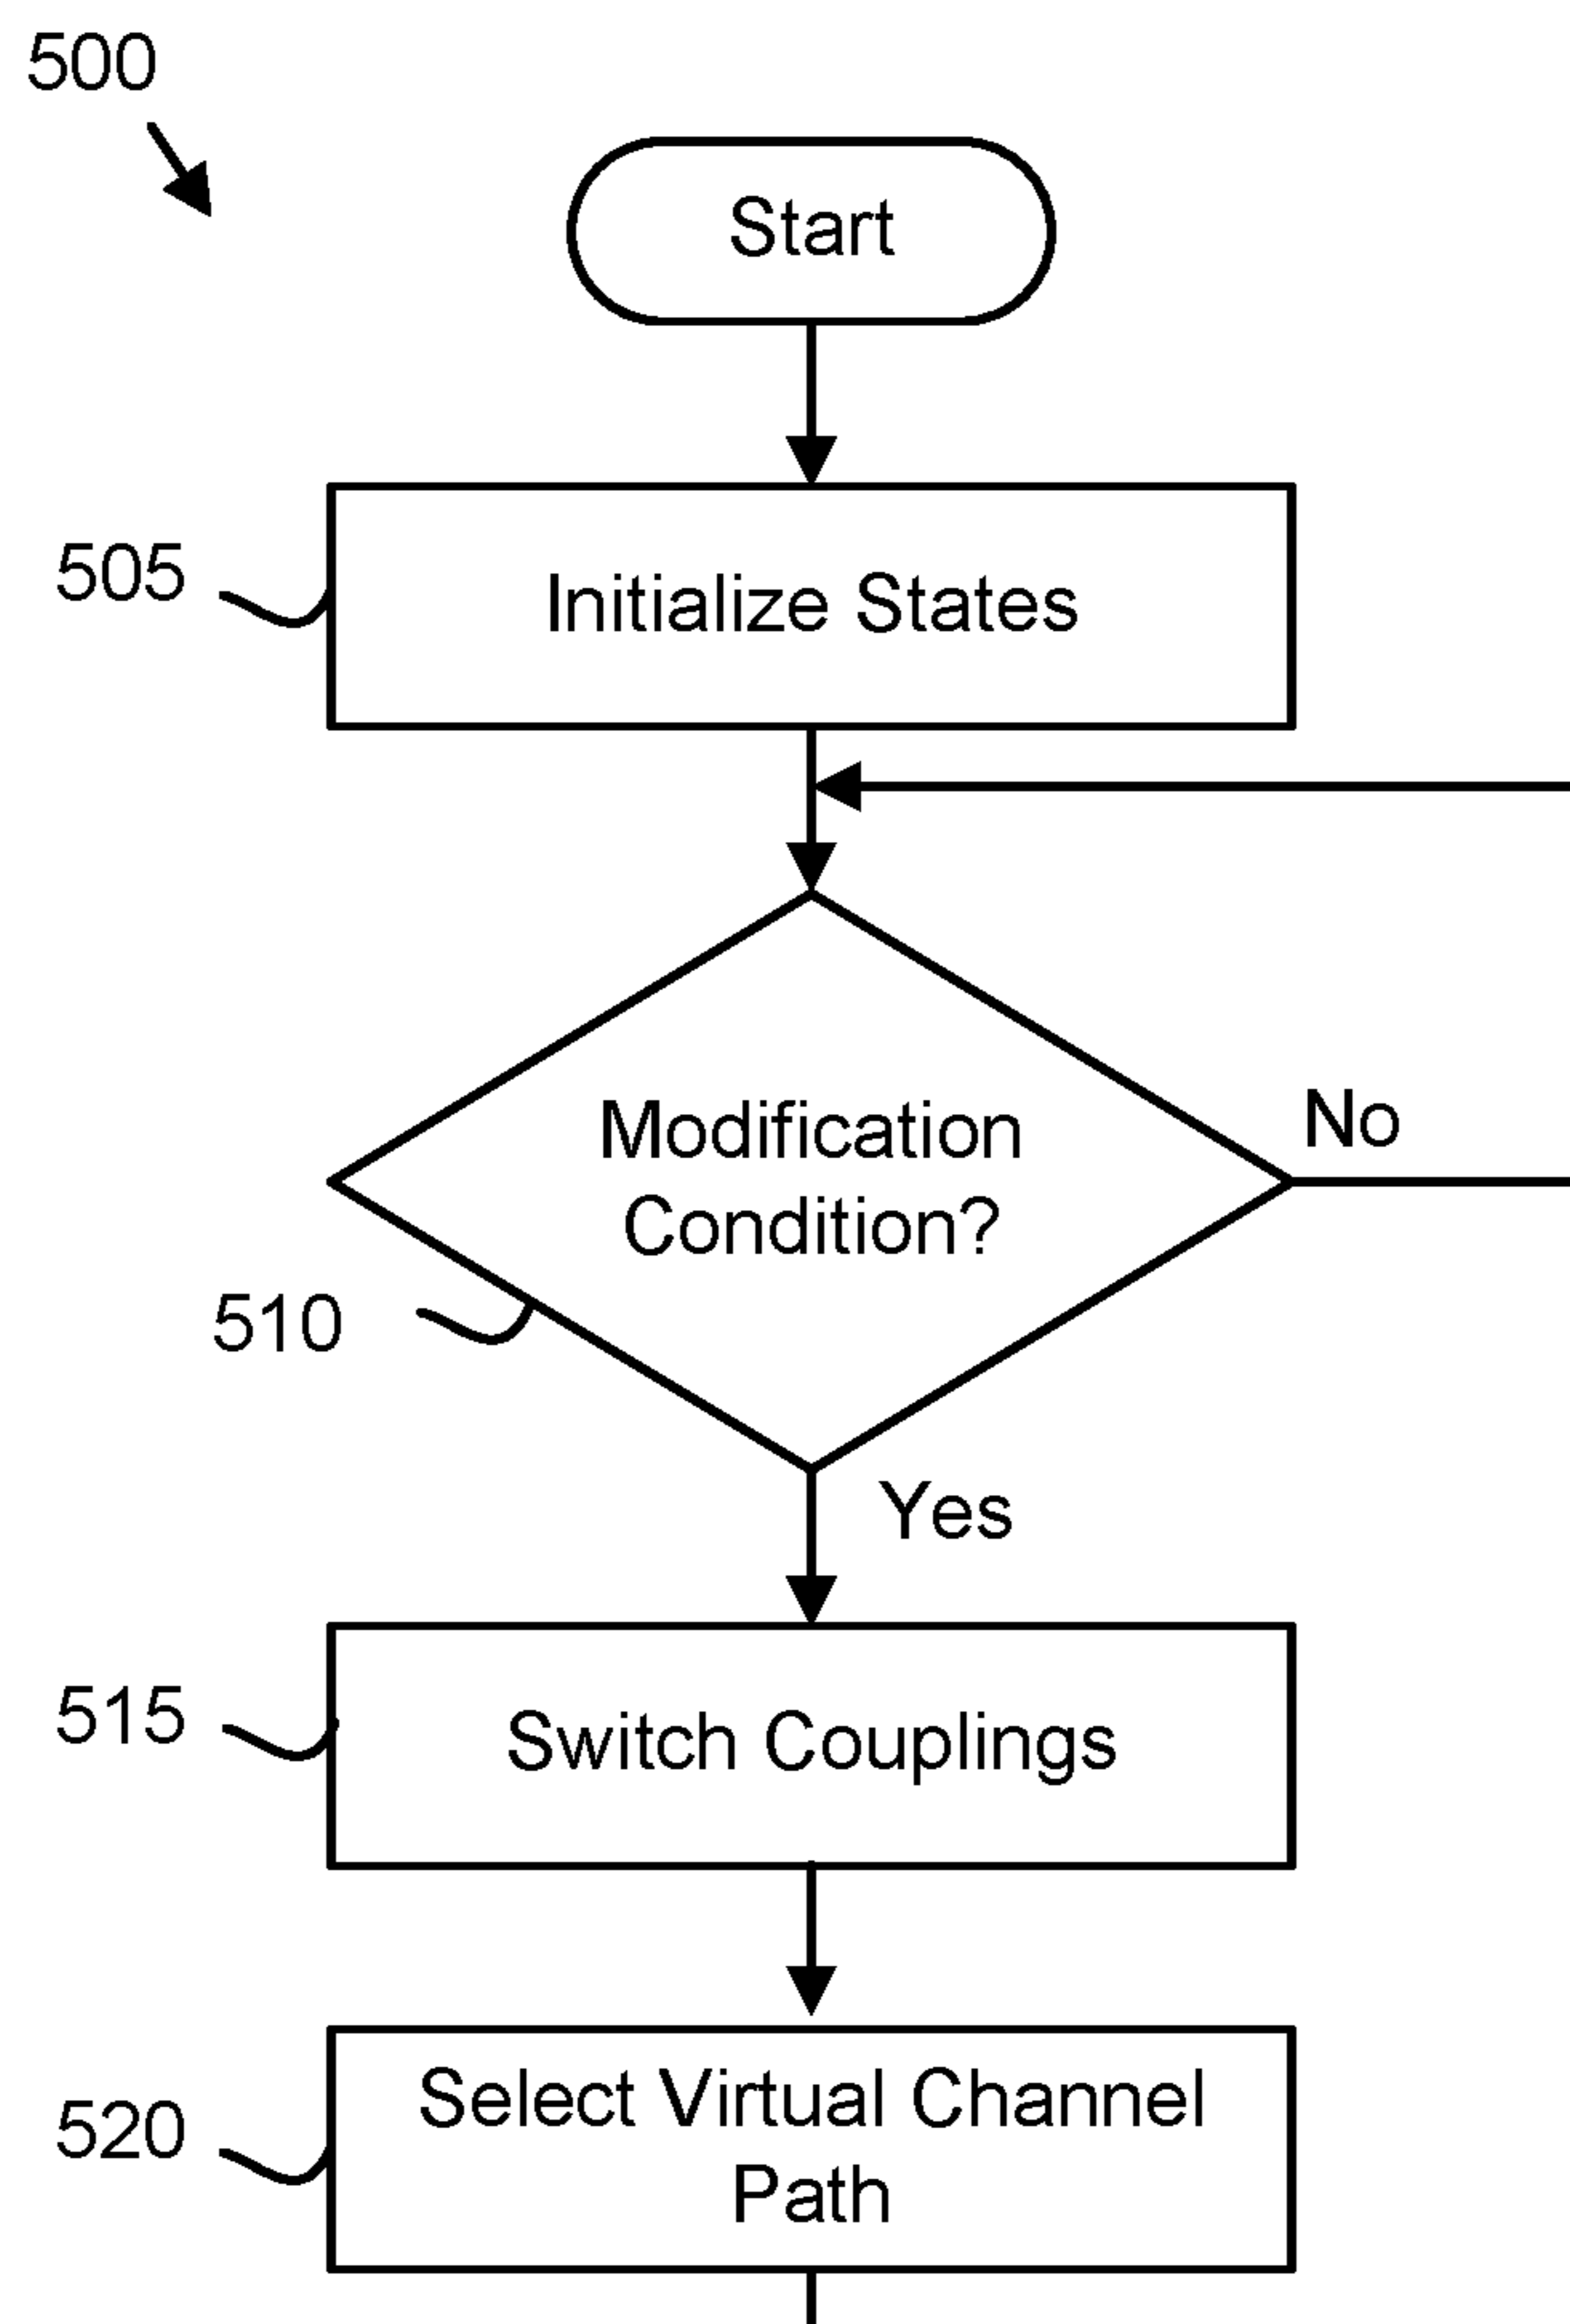 500
Start
505
Initialize States
Modification
Condition?
No
510
Yes
515
Switch Couplings
520
Select Virtual Channel
Path